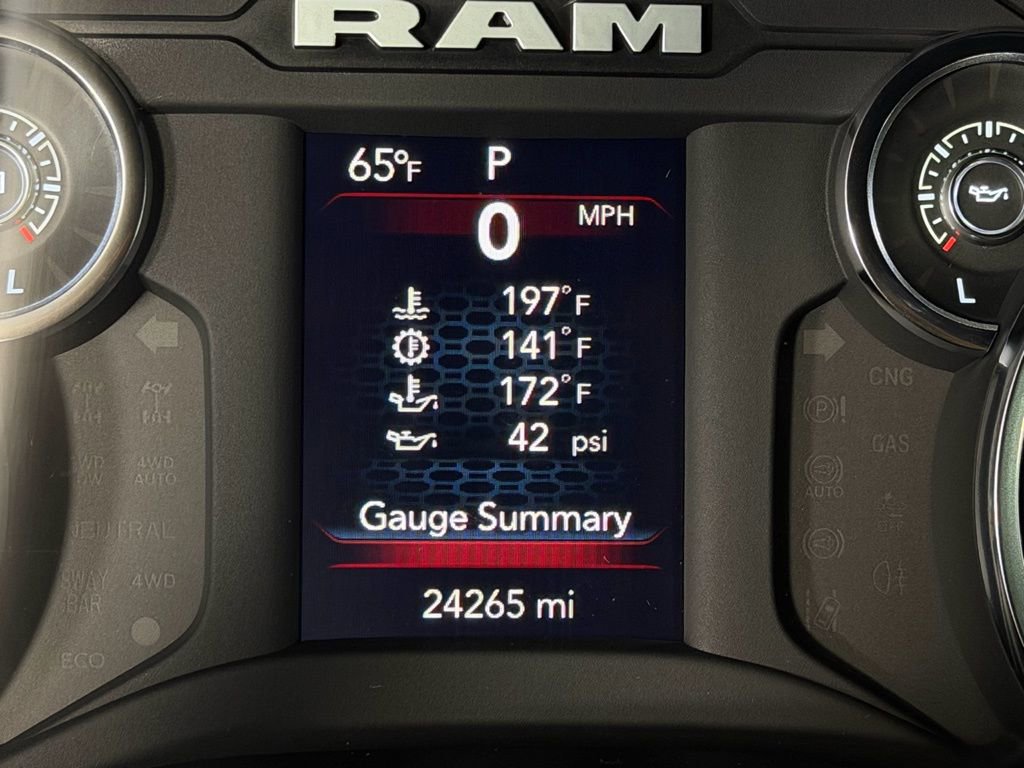 RAM
65°F P
0 MPH
197°F
141°F
172°F
42 psi
Gauge Summary
24265 mi
L
L
CNG
GAS
AUTO
4WD
AUTO
NEUTRAL
4WD
ECO